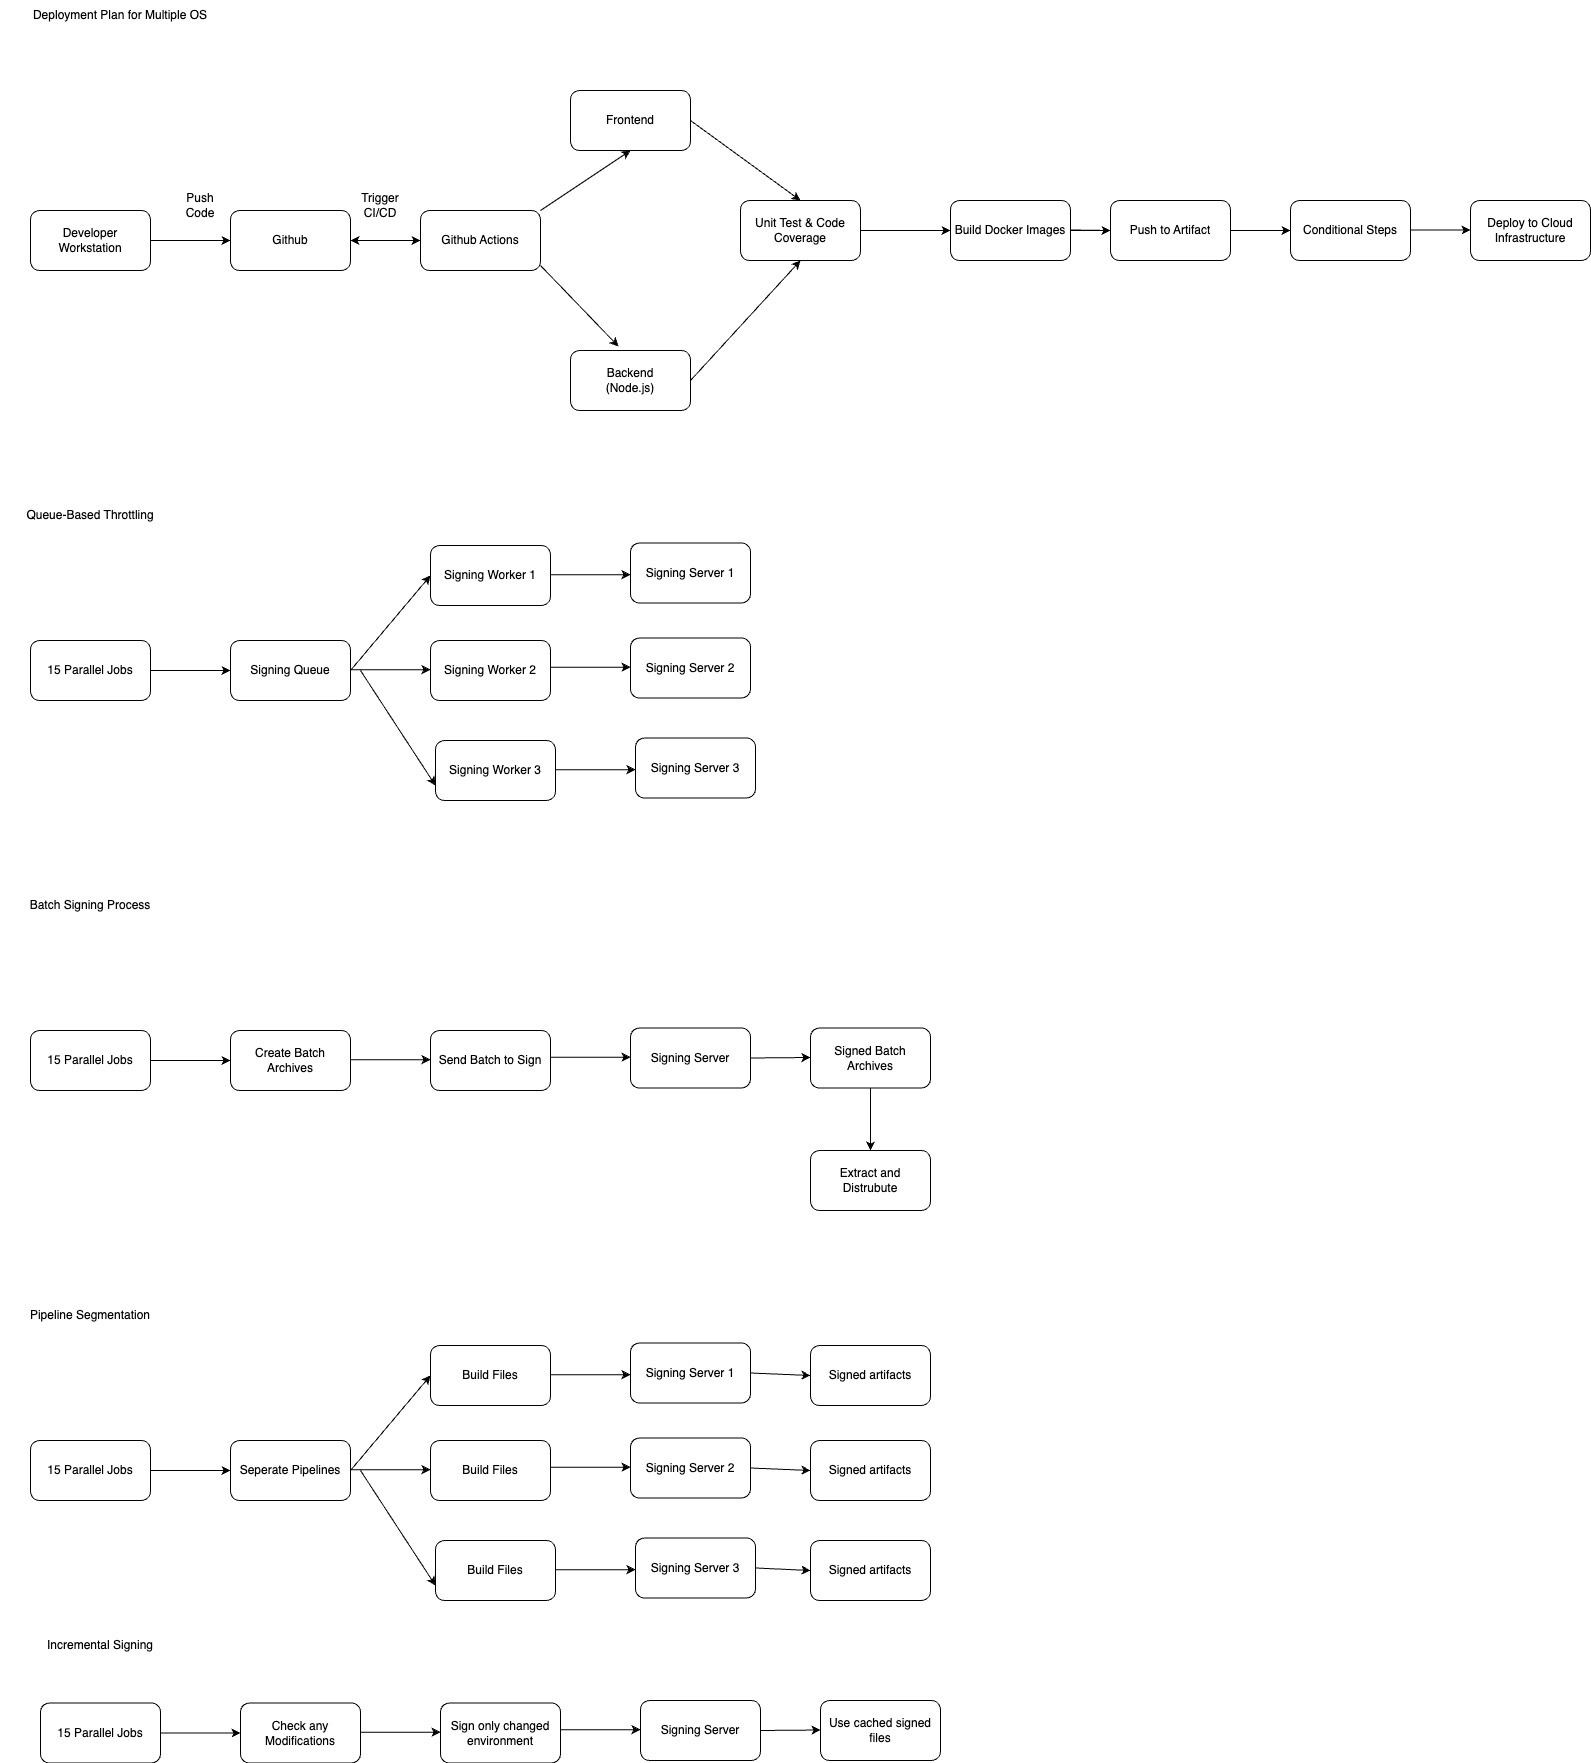 Deployment Plan for Multiple OS
Frontend
Push
Code
Trigger
CI/CD
Developer
Workstation
Github
Github Actions
Unit Test & Code
Coverage
Build Docker Images
Push to Artifact
Conditional Steps
Deploy to Cloud
Infrastructure
Backend
(Node.js)
Queue-Based Throttling
Signing Worker 1
Signing Server 1
15 Parallel Jobs
Signing Queue
Signing Worker 2
Signing Server 2
Signing Worker 3
Signing Server 3
Batch Signing Process
15 Parallel Jobs
Create Batch
Archives
Send Batch to Sign
Signing Server
Signed Batch
Archives
Extract and
Distrubute
Pipeline Segmentation
Build Files
Signing Server 1
Signed artifacts
15 Parallel Jobs
Seperate Pipelines
Build Files
Signing Server 2
Signed artifacts
Build Files
Signing Server 3
Signed artifacts
Incremental Signing
15 Parallel Jobs
Check any
Modifications
Sign only changed
environment
Signing Server
Use cached signed
files